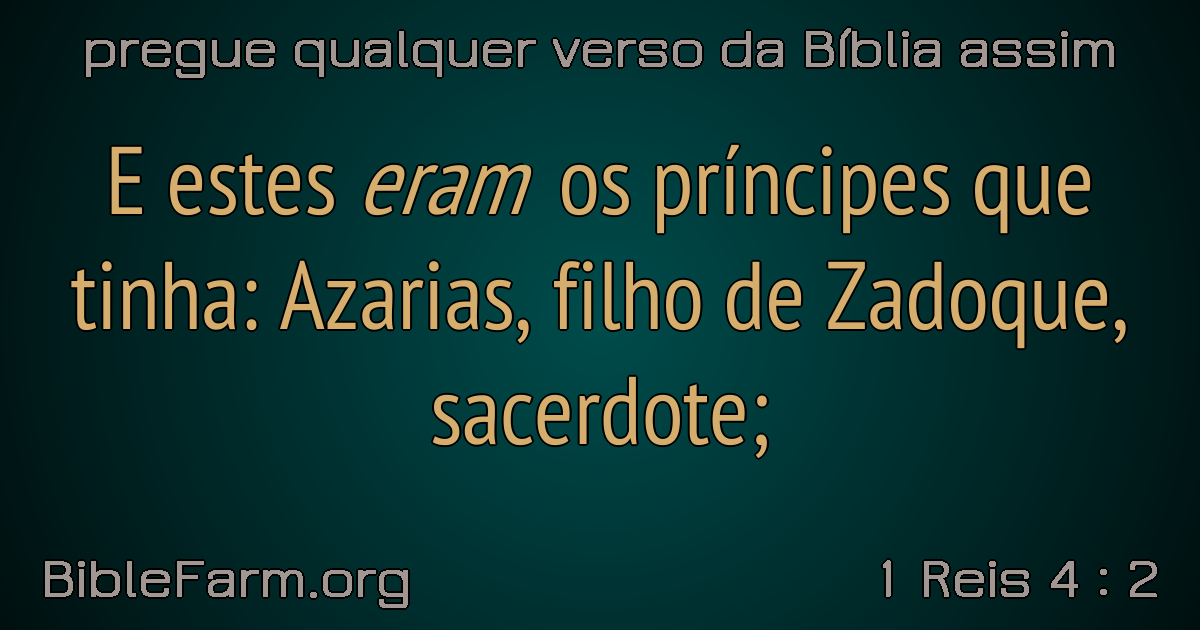 pregue qualquer verso da Bíblia assim
E estes eram os príncipes que
tinha: Azarias, filho de Zadoque,
sacerdote;
BibleFarm.org
1 Reis 4 : 2